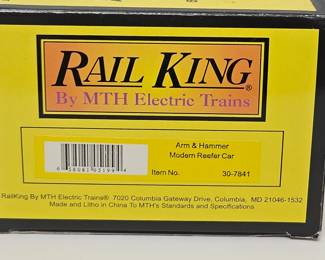 RAIL KING®
By MTH Electric Trains
Arm & Hammer
Modern Reefer Car
Item No. 30-7841
RailKing By MTH Electric Trains® 7020 Columbia Gateway Drive, Columbia, MD 21046-1532
Made and Litho in China To MTH's Standards and Specifications